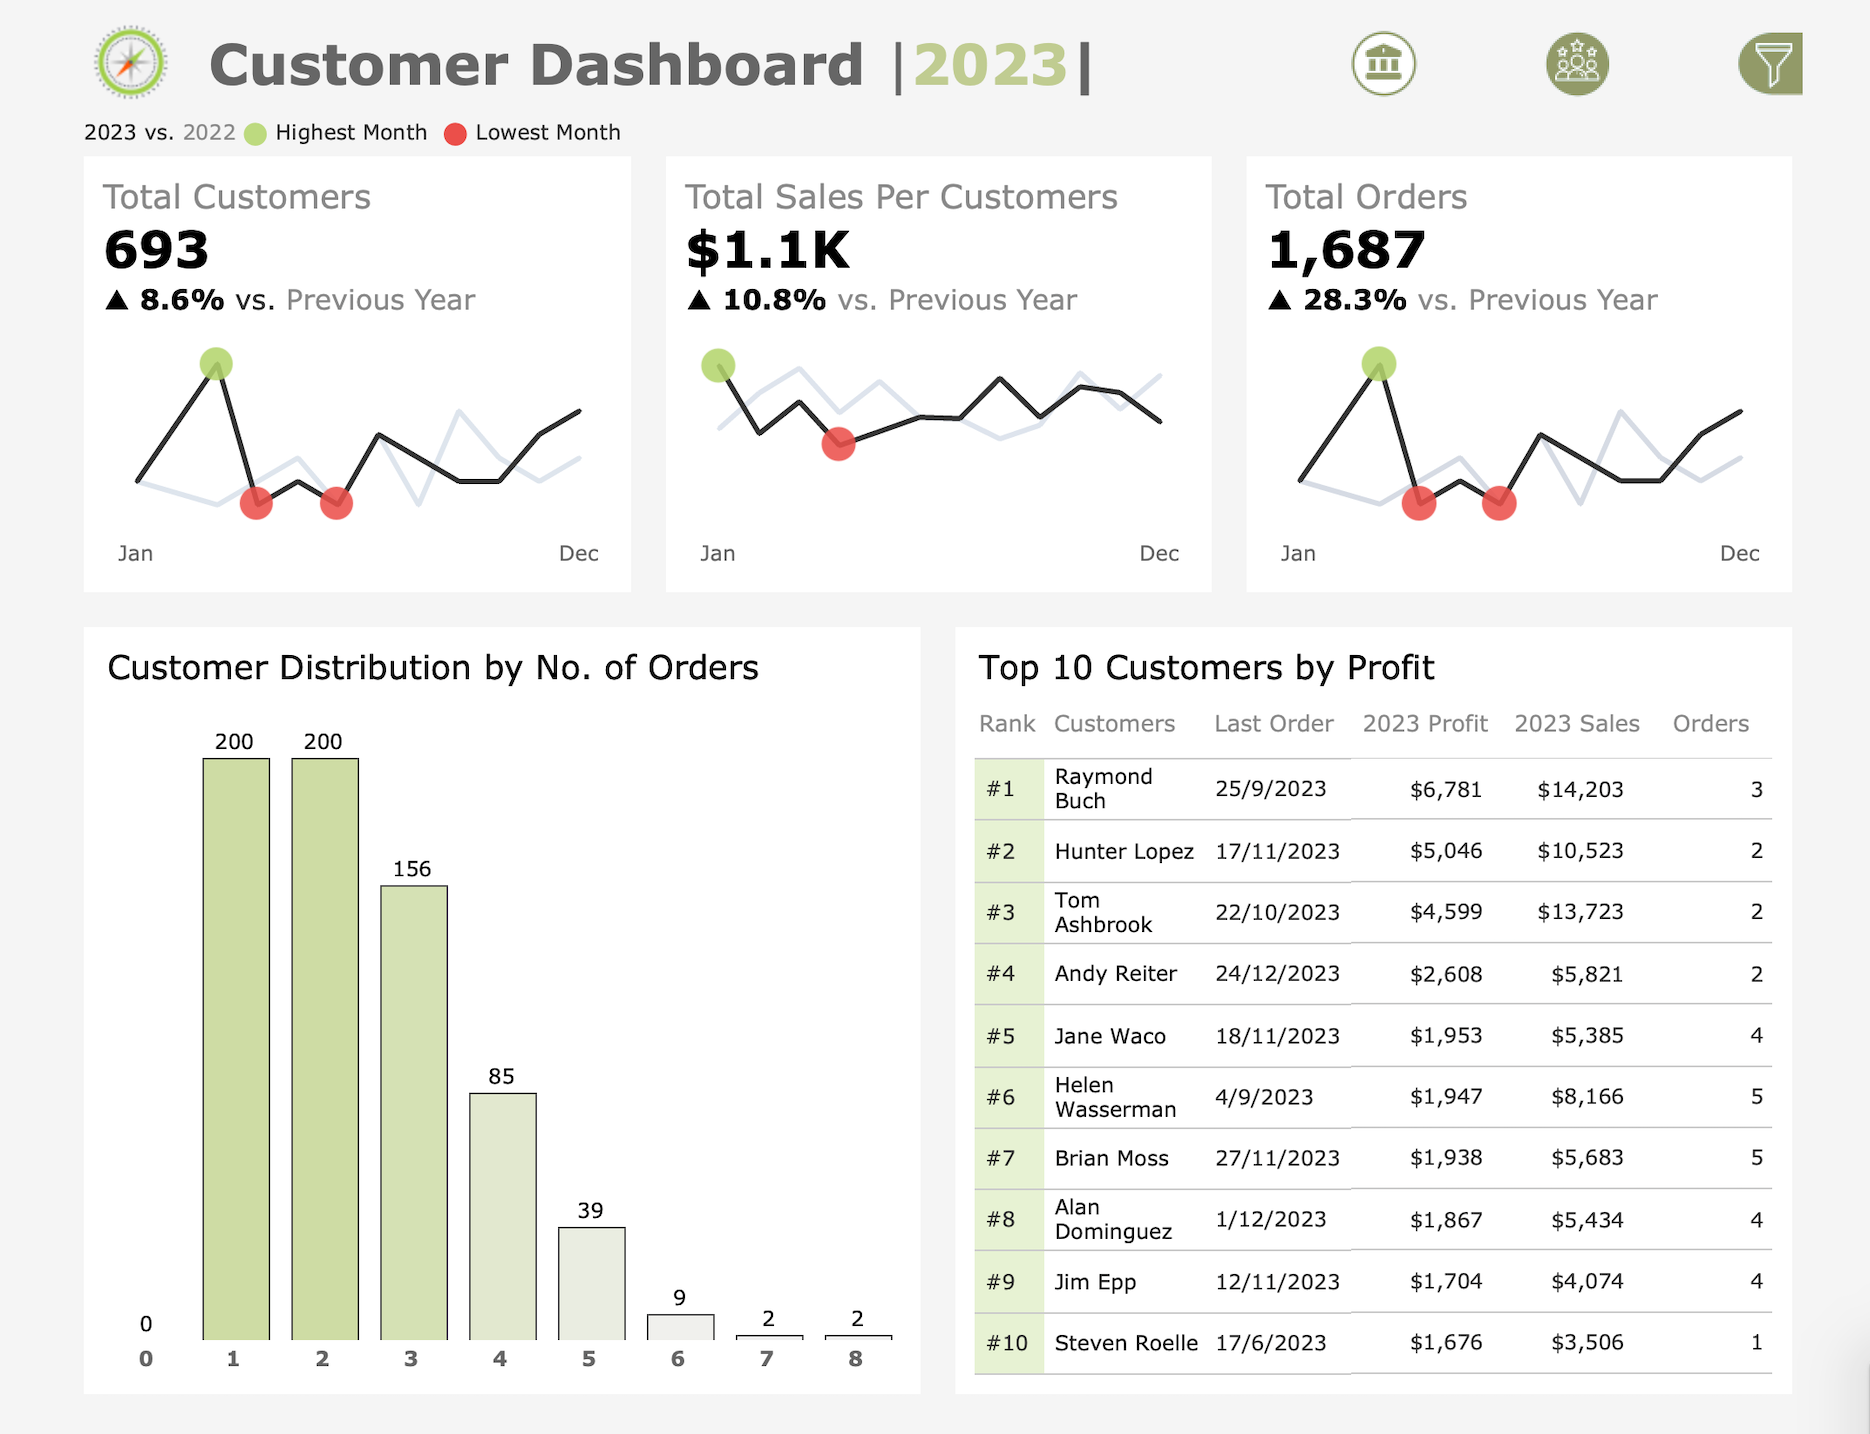 Customer Dashboard |2023|
2023 vs. 2022 Highest Month Lowest Month
Total Customers
693
▲ 8.6% vs. Previous Year
Jan Dec
Total Sales Per Customers
$1.1K
▲ 10.8% vs. Previous Year
Jan Dec
Total Orders
1,687
▲ 28.3% vs. Previous Year
Jan Dec
Customer Distribution by No. of Orders
200 200
156
85
39
9
2 2
0
0 1 2 3 4 5 6 7 8
Top 10 Customers by Profit
Rank Customers Last Order 2023 Profit 2023 Sales Orders
#1 Raymond Buch 25/9/2023 $6,781 $14,203 3
#2 Hunter Lopez 17/11/2023 $5,046 $10,523 2
#3 Tom Ashbrook 22/10/2023 $4,599 $13,723 2
#4 Andy Reiter 24/12/2023 $2,608 $5,821 2
#5 Jane Waco 18/11/2023 $1,953 $5,385 4
#6 Helen Wasserman 4/9/2023 $1,947 $8,166 5
#7 Brian Moss 27/11/2023 $1,938 $5,683 5
#8 Alan Dominguez 1/12/2023 $1,867 $5,434 4
#9 Jim Epp 12/11/2023 $1,704 $4,074 4
#10 Steven Roelle 17/6/2023 $1,676 $3,506 1